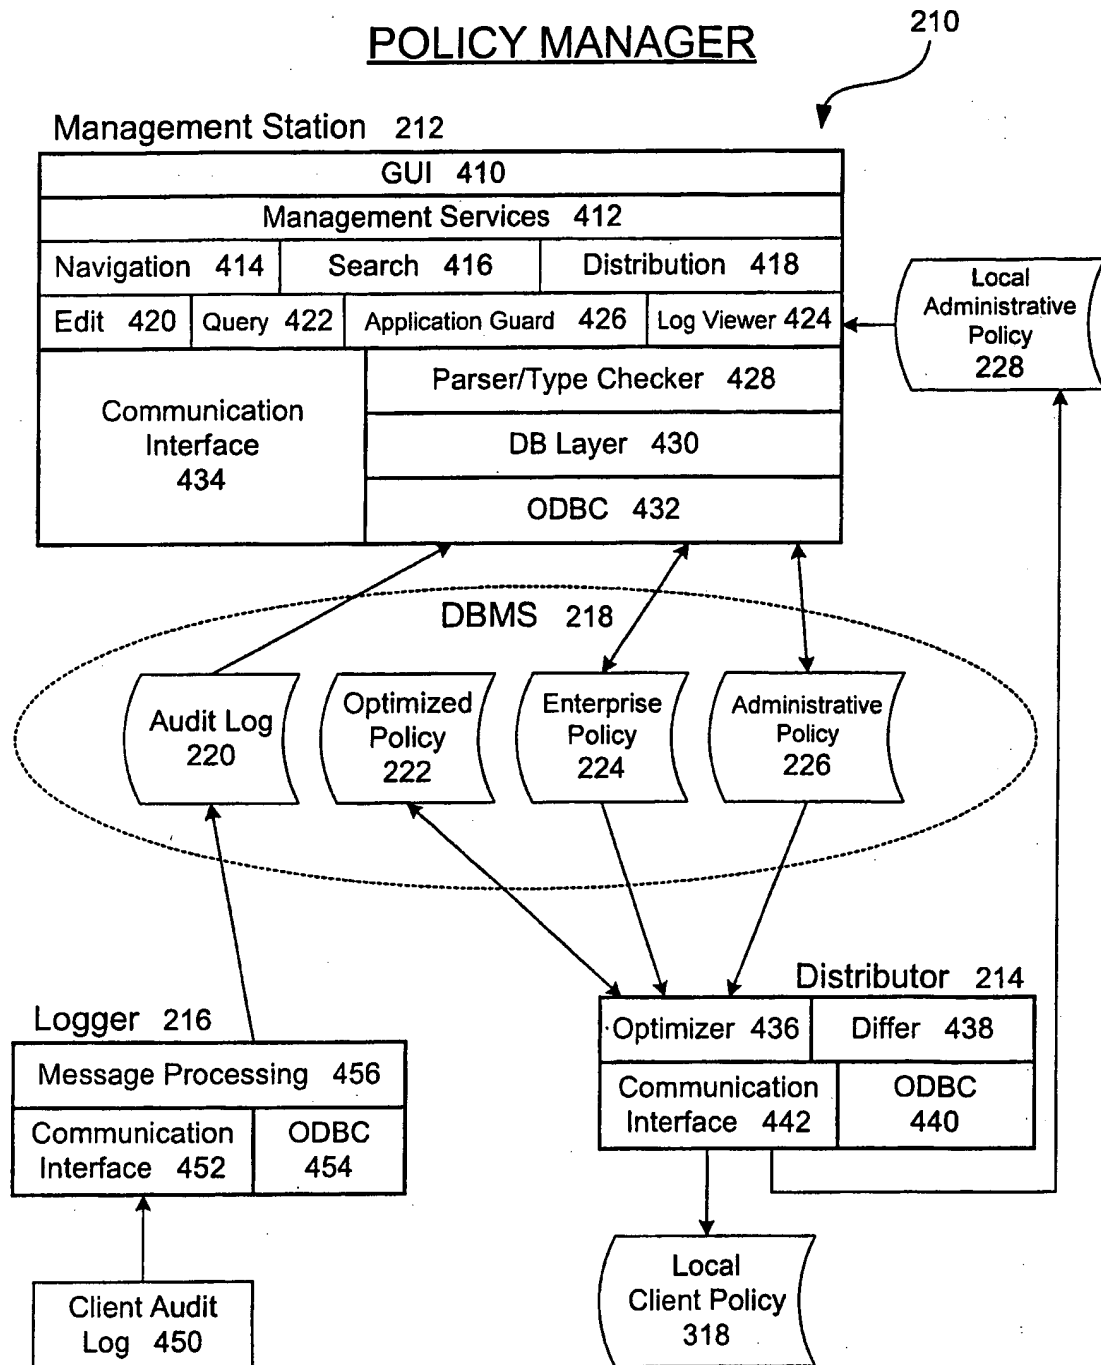 POLICY MANAGER
210
Management Station 212
GUI 410
Management Services 412
Navigation 414
Search 416
Distribution 418
Edit 420
Query 422
Application Guard 426
Log Viewer 424
Local
Administrative
Policy
228
Communication
Interface
434
Parser/Type Checker 428
DB Layer 430
ODBC 432
DBMS 218
Audit Log
220
Optimized
Policy
222
Enterprise
Policy
224
Administrative
Policy
226
Distributor 214
Optimizer 436
Differ 438
Communication
Interface 442
ODBC
440
Logger 216
Message Processing 456
Communication
Interface 452
ODBC
454
Client Audit
Log 450
Local
Client Policy
318